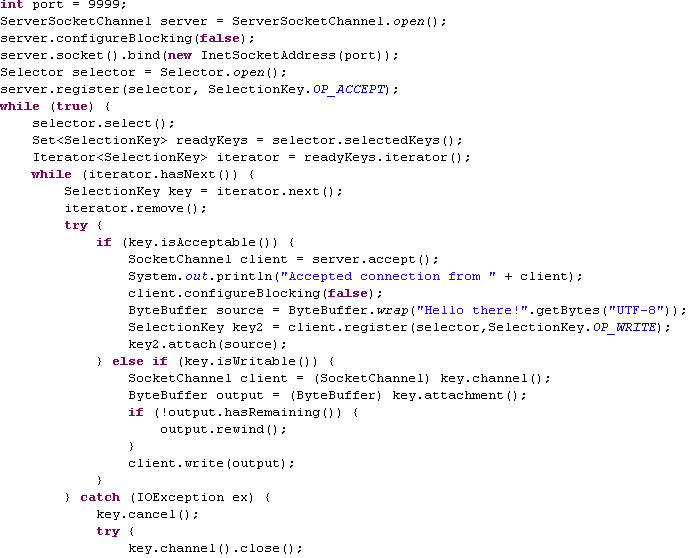 int port = 9999;
ServerSocketChannel server = ServerSocketChannel.open();
server.configureBlocking(false);
server.socket().bind(new InetSocketAddress(port));
Selector selector = Selector.open();
server.register(selector, SelectionKey.OP_ACCEPT);
while (true) {
    selector.select();
    Set<SelectionKey> readyKeys = selector.selectedKeys();
    Iterator<SelectionKey> iterator = readyKeys.iterator();
    while (iterator.hasNext()) {
        SelectionKey key = iterator.next();
        iterator.remove();
        try {
            if (key.isAcceptable()) {
                SocketChannel client = server.accept();
                System.out.println("Accepted connection from " + client);
                client.configureBlocking(false);
                ByteBuffer source = ByteBuffer.wrap("Hello there!".getBytes("UTF-8"));
                SelectionKey key2 = client.register(selector,SelectionKey.OP_WRITE);
                key2.attach(source);
            } else if (key.isWritable()) {
                SocketChannel client = (SocketChannel) key.channel();
                ByteBuffer output = (ByteBuffer) key.attachment();
                if (!output.hasRemaining()) {
                    output.rewind();
                }
                client.write(output);
            }
        } catch (IOException ex) {
            key.cancel();
            try {
                key.channel().close();